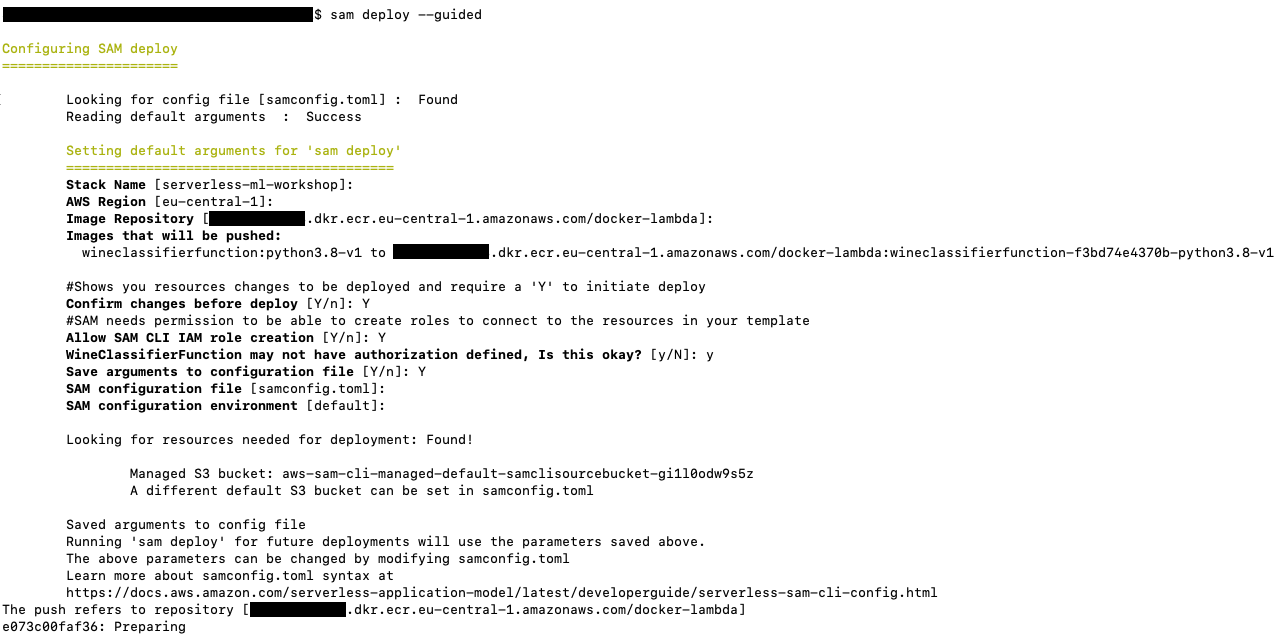 $ sam deploy --guided
Configuring SAM deploy
======================
Looking for config file [samconfig.toml] :  Found
Reading default arguments  :  Success
Setting default arguments for 'sam deploy'
=========================================
Stack Name [serverless-ml-workshop]:
AWS Region [eu-central-1]:
Image Repository [.dkr.ecr.eu-central-1.amazonaws.com/docker-lambda]:
Images that will be pushed:
wineclassifierfunction:python3.8-v1 to .dkr.ecr.eu-central-1.amazonaws.com/docker-lambda:wineclassifierfunction-f3bd74e4370b-python3.8-v1
#Shows you resources changes to be deployed and require a 'Y' to initiate deploy
Confirm changes before deploy [Y/n]: Y
#SAM needs permission to be able to create roles to connect to the resources in your template
Allow SAM CLI IAM role creation [Y/n]: Y
WineClassifierFunction may not have authorization defined, Is this okay? [y/N]: y
Save arguments to configuration file [Y/n]: Y
SAM configuration file [samconfig.toml]:
SAM configuration environment [default]:
Looking for resources needed for deployment: Found!
Managed S3 bucket: aws-sam-cli-managed-default-samclisourcebucket-gi1l0odw9s5z
A different default S3 bucket can be set in samconfig.toml
Saved arguments to config file
Running 'sam deploy' for future deployments will use the parameters saved above.
The above parameters can be changed by modifying samconfig.toml
Learn more about samconfig.toml syntax at
https://docs.aws.amazon.com/serverless-application-model/latest/developerguide/serverless-sam-cli-config.html
The push refers to repository [.dkr.ecr.eu-central-1.amazonaws.com/docker-lambda]
e073c00faf36: Preparing